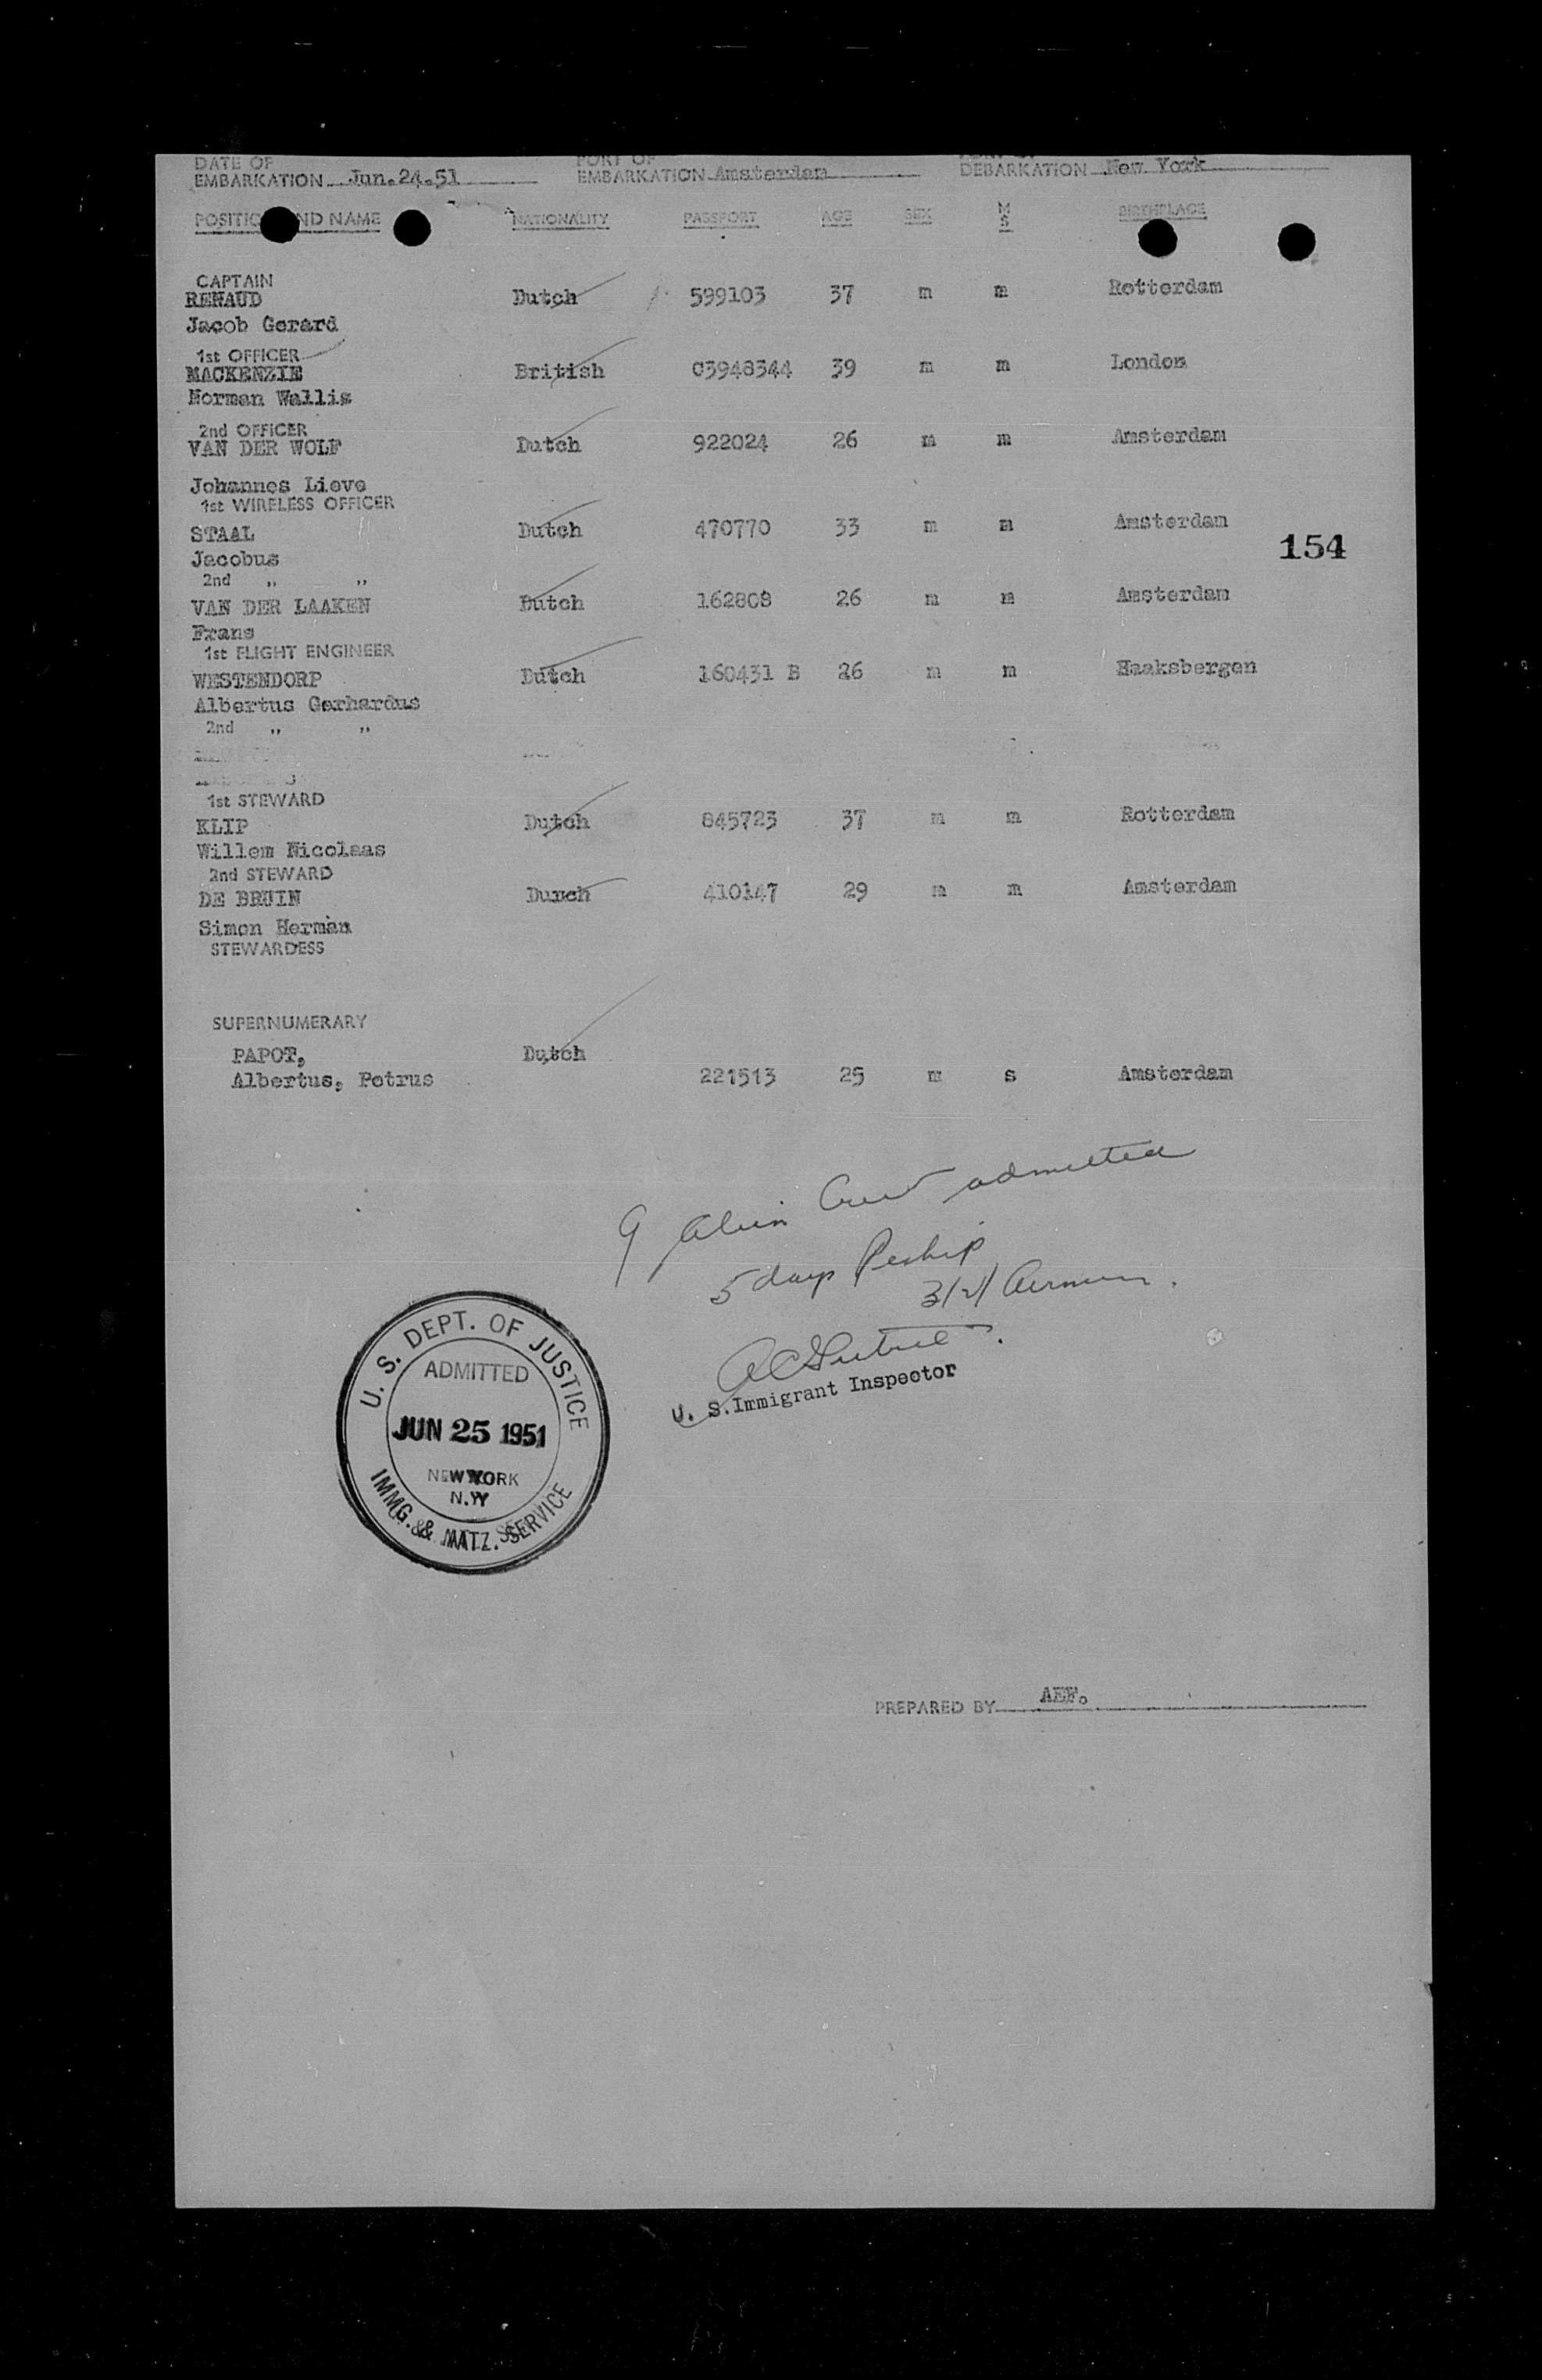 DATE OF
EMBARKATION Jun.24.51 PORT OF EMBARKATION Amsterdam DEBARKATION New York
POSITIO ND NAME NATIONALITY PASSPORT AGE SEX M S BIRTHPLACE
CAPTAIN
RENAUD Dutch 599103 37 m m Rotterdam
Jacob Gerard
1st OFFICER
MACKENZIE British 03948344 39 m m London
Norman Wallis
2nd OFFICER
VAN DER WOLF Dutch 922024 26 m m Amsterdam
Johannes Lieve
1st WIRELESS OFFICER
STAAL Dutch 470770 33 m m Amsterdam
154
Jacobus
2nd ,, ,,
VAN DER LAAKEN Dutch 162808 26 m m Amsterdam
Frans
1st FLIGHT ENGINEER
WESTENDORP Dutch 160431 B 26 m m Haaksbergen
Albertus Gerhardus
2nd ,, ,,
1st STEWARD
KLIP Dutch 845723 37 m m Rotterdam
Willem Nicolaas
2nd STEWARD
DE BRUIN Durch 410147 29 m m Amsterdam
Simon Herman
STEWARDESS
SUPERNUMERARY
PAPOT, Dutch
Albertus, Petrus 221513 25 m s Amsterdam
9 Alien Crew admitted
5 days
3(2) Airmen.
U. S. Immigrant Inspector
U. S. DEPT. OF JUSTICE
ADMITTED
JUN 25 1951
NEW YORK
N.Y
IMMG. & NATZ. SERVICE
PREPARED BY AEF.